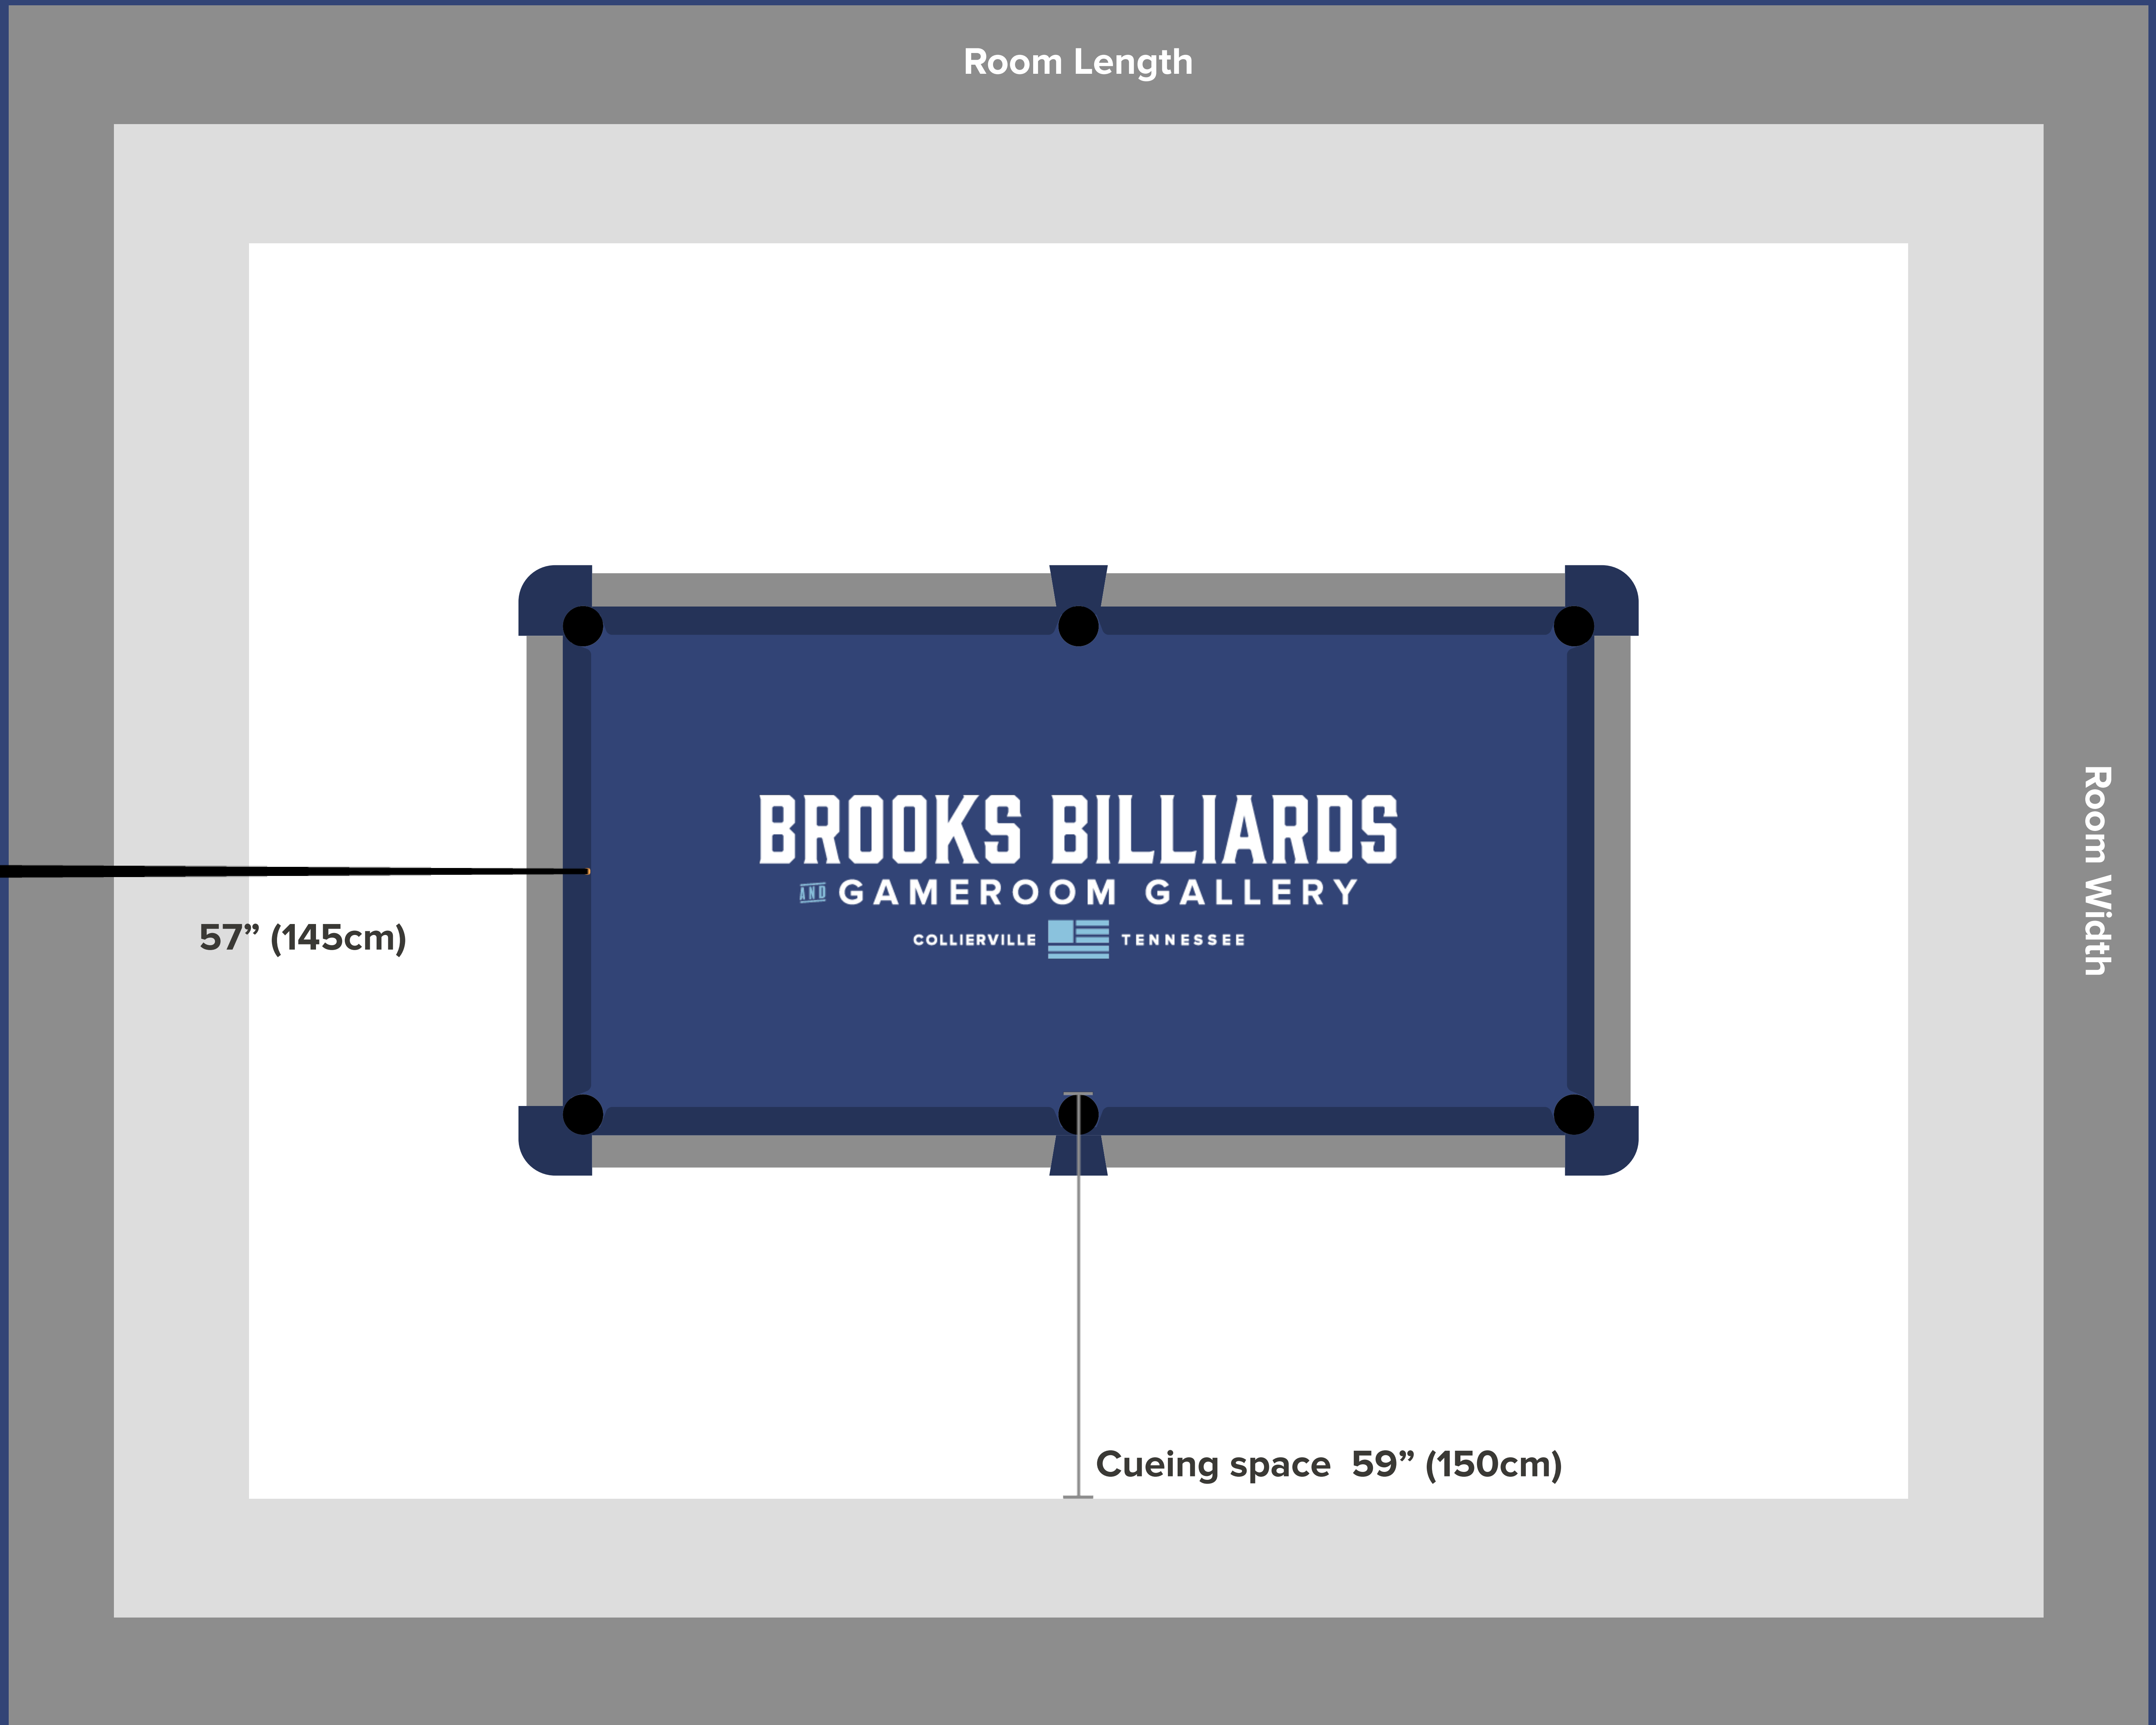 Room Length
BROOKS BILLIARDS
AND GAMEROOM GALLERY
COLLIERVILLE TENNESSEE
Room Width
57” (145cm)
Cueing space 59” (150cm)